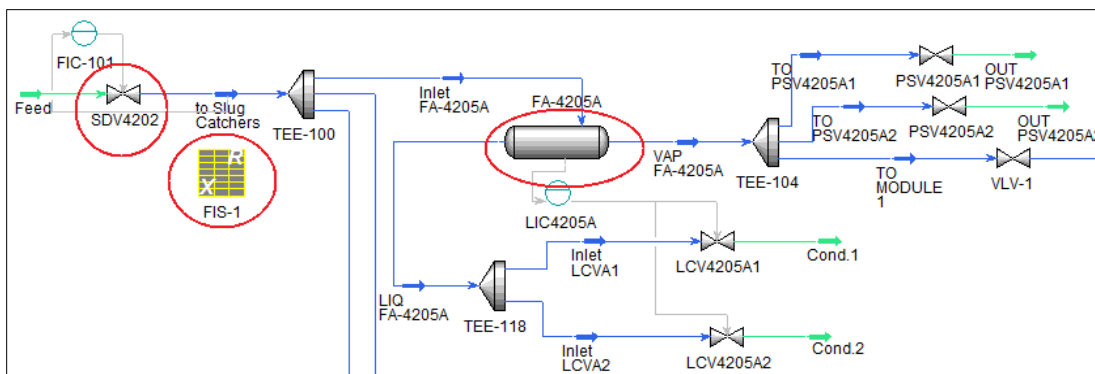 FIC-101
Feed
SDV4202
to Slug
Catchers
TEE-100
R
X
FIS-1
Inlet
FA-4205A
FA-4205A
VAP
FA-4205A
LIC4205A
TEE-104
TO
PSV4205A1
PSV4205A1
OUT
PSV4205A1
TO
PSV4205A2
PSV4205A2
OUT
PSV4205A2
TO
MODULE
1
VLV-1
LIQ
FA-4205A
TEE-118
Inlet
LCVA1
LCV4205A1
Cond.1
Inlet
LCVA2
LCV4205A2
Cond.2